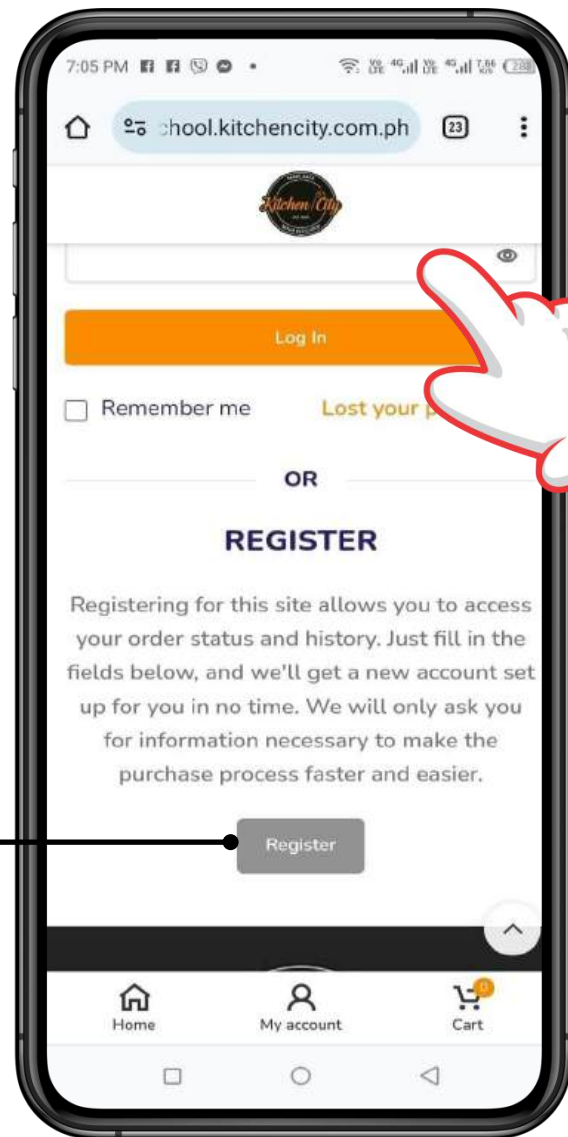 7:05 PM
chool.kitchencity.com.ph 23
Kitchen City
Log In
Remember me Lost your
OR
REGISTER
Registering for this site allows you to access
your order status and history. Just fill in the
fields below, and we'll get a new account set
up for you in no time. We will only ask you
for information necessary to make the
purchase process faster and easier.
Register
0
Home My account Cart